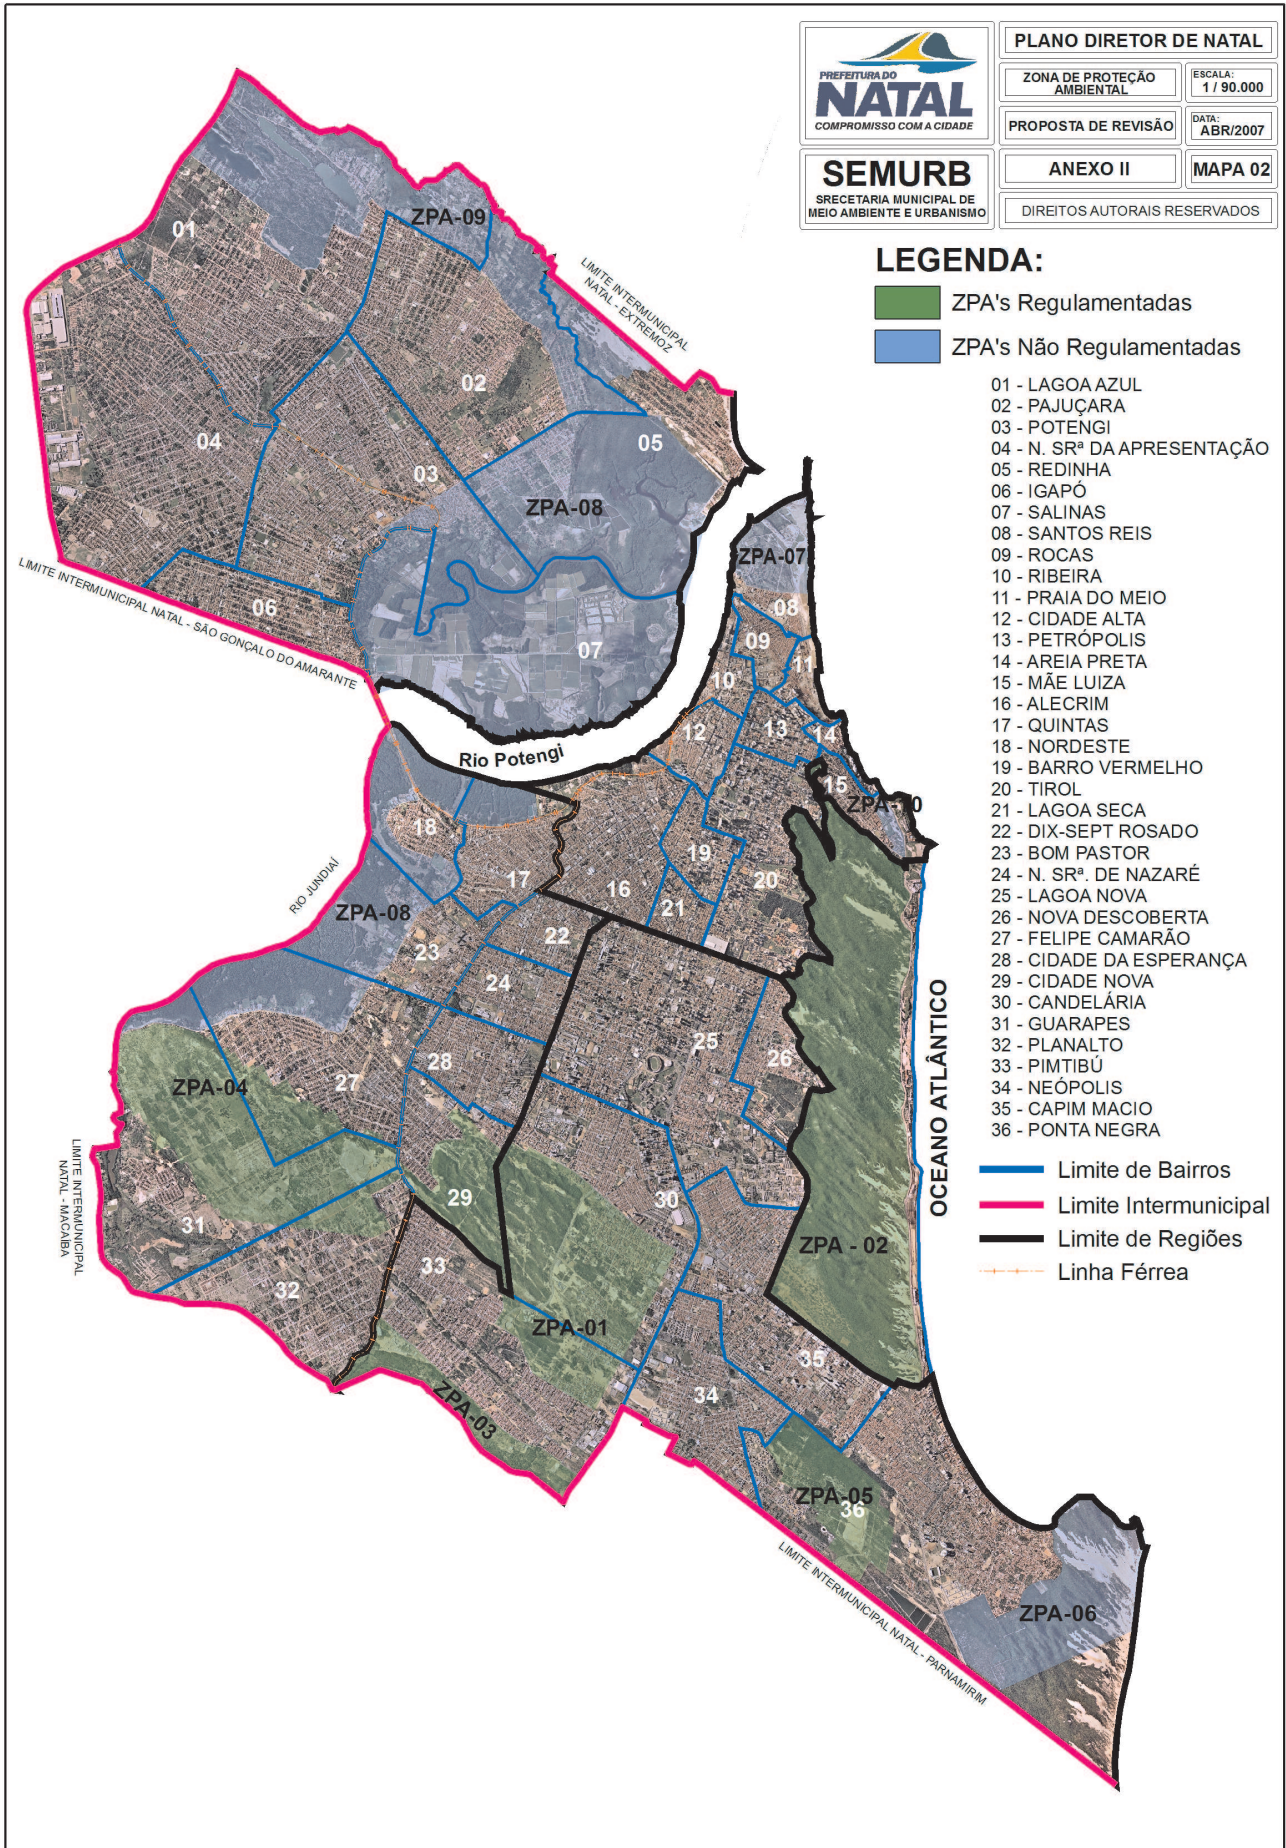 PREFEITURA DO
NATAL
COMPROMISSO COM A CIDADE
PLANO DIRETOR DE NATAL
ZONA DE PROTEÇÃO
AMBIENTAL
ESCALA:
1 / 90.000
PROPOSTA DE REVISÃO
DATA:
ABR/2007
SEMURB
SRECETARIA MUNICIPAL DE
MEIO AMBIENTE E URBANISMO
ANEXO II
MAPA 02
DIREITOS AUTORAIS RESERVADOS
LEGENDA:
ZPA's Regulamentadas
ZPA's Não Regulamentadas
01 - LAGOA AZUL
02 - PAJUÇARA
03 - POTENGI
04 - N. SRª DA APRESENTAÇÃO
05 - REDINHA
06 - IGAPÓ
07 - SALINAS
08 - SANTOS REIS
09 - ROCAS
10 - RIBEIRA
11 - PRAIA DO MEIO
12 - CIDADE ALTA
13 - PETRÓPOLIS
14 - AREIA PRETA
15 - MÃE LUIZA
16 - ALECRIM
17 - QUINTAS
18 - NORDESTE
19 - BARRO VERMELHO
20 - TIROL
21 - LAGOA SECA
22 - DIX-SEPT ROSADO
23 - BOM PASTOR
24 - N. SRª. DE NAZARÉ
25 - LAGOA NOVA
26 - NOVA DESCOBERTA
27 - FELIPE CAMARÃO
28 - CIDADE DA ESPERANÇA
29 - CIDADE NOVA
30 - CANDELÁRIA
31 - GUARAPES
32 - PLANALTO
33 - PIMTIBÚ
34 - NEÓPOLIS
35 - CAPIM MACIO
36 - PONTA NEGRA
Limite de Bairros
Limite Intermunicipal
Limite de Regiões
Linha Férrea
ZPA-09
01
LIMITE INTERMUNICIPAL
NATAL - EXTREMOZ
02
04
05
03
ZPA-08
ZPA-07
LIMITE INTERMUNICIPAL NATAL - SÃO GONÇALO DO AMARANTE
06
08
09
07
11
10
12
13
14
Rio Potengi
15
ZPA-10
18
19
RIO JUNDIAÍ
17
20
16
21
ZPA-08
22
23
24
OCEANO ATLÂNTICO
25
26
28
27
ZPA-04
LIMITE INTERMUNICIPAL
NATAL - MACAÍBA
29
30
31
ZPA - 02
33
32
ZPA-01
35
34
ZPA-03
ZPA-05
36
LIMITE INTERMUNICIPAL NATAL - PARNAMIRIM
ZPA-06